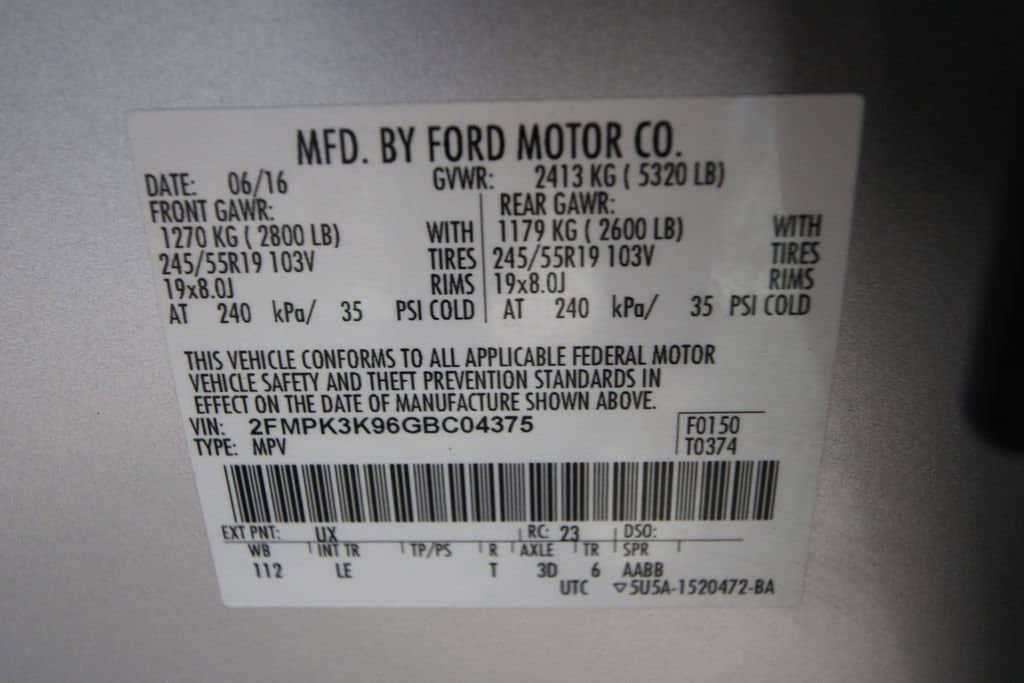 MFD. BY FORD MOTOR CO.
DATE: 06/16 GVWR: 2413 KG ( 5320 LB)
FRONT GAWR: REAR GAWR:
1270 KG ( 2800 LB) WITH 1179 KG ( 2600 LB) WITH
245/55R19 103V TIRES 245/55R19 103V TIRES
19x8.0J RIMS 19x8.0J RIMS
AT 240 kPa/ 35 PSI COLD AT 240 kPa/ 35 PSI COLD
THIS VEHICLE CONFORMS TO ALL APPLICABLE FEDERAL MOTOR
VEHICLE SAFETY AND THEFT PREVENTION STANDARDS IN
EFFECT ON THE DATE OF MANUFACTURE SHOWN ABOVE.
VIN: 2FMPK3K96GBC04375 F0150
TYPE: MPV T0374
EXT PNT: UX RC: 23 DSO:
WB INT TR TP/PS R AXLE TR SPR
112 LE T 3D 6 AABB
UTC ▽5U5A-1520472-BA